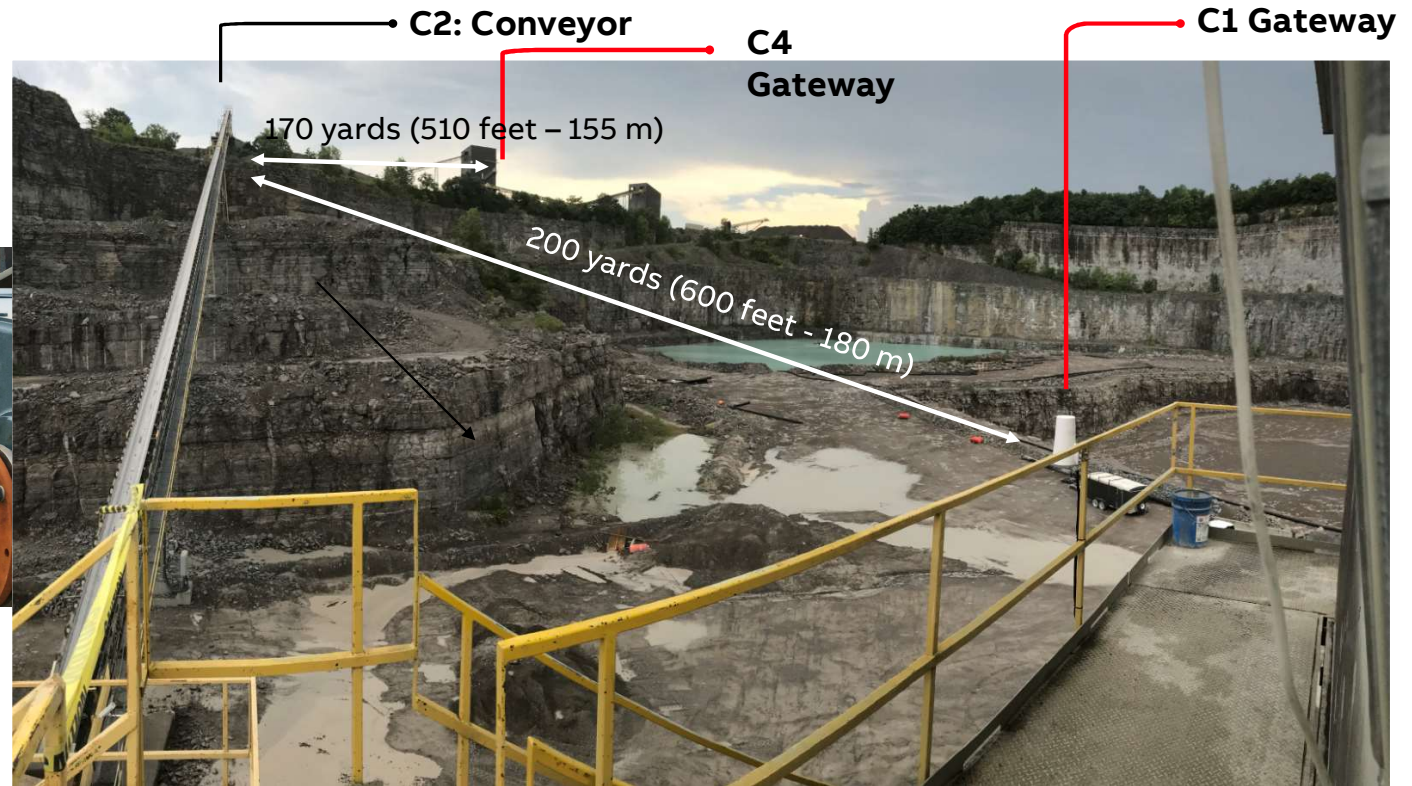 C2: Conveyor
C4
Gateway
C1 Gateway
170 yards (510 feet – 155 m)
200 yards (600 feet - 180 m)